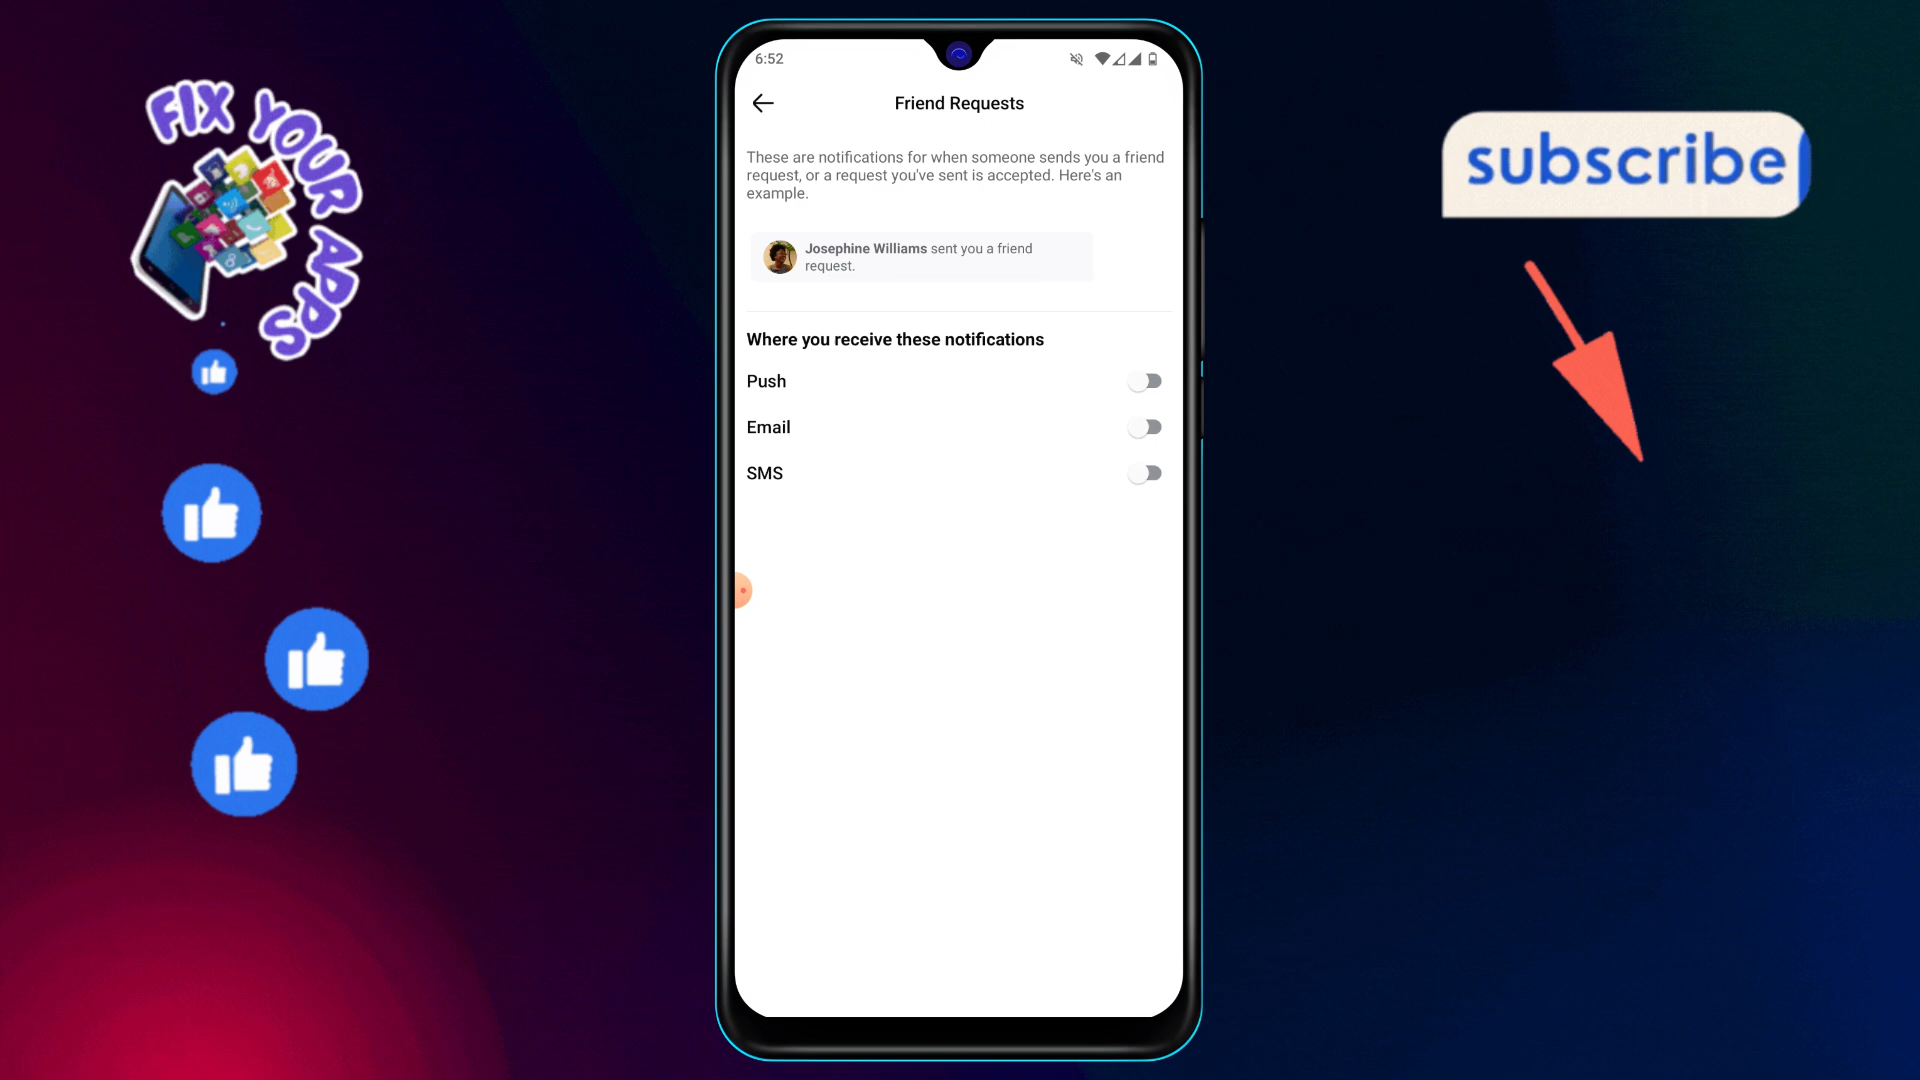 FIX YOUR APPS
subscribe
6:52
Friend Requests
These are notifications for when someone sends you a friend
request, or a request you've sent is accepted. Here's an
example.
Josephine Williams sent you a friend
request.
Where you receive these notifications
Push
Email
SMS